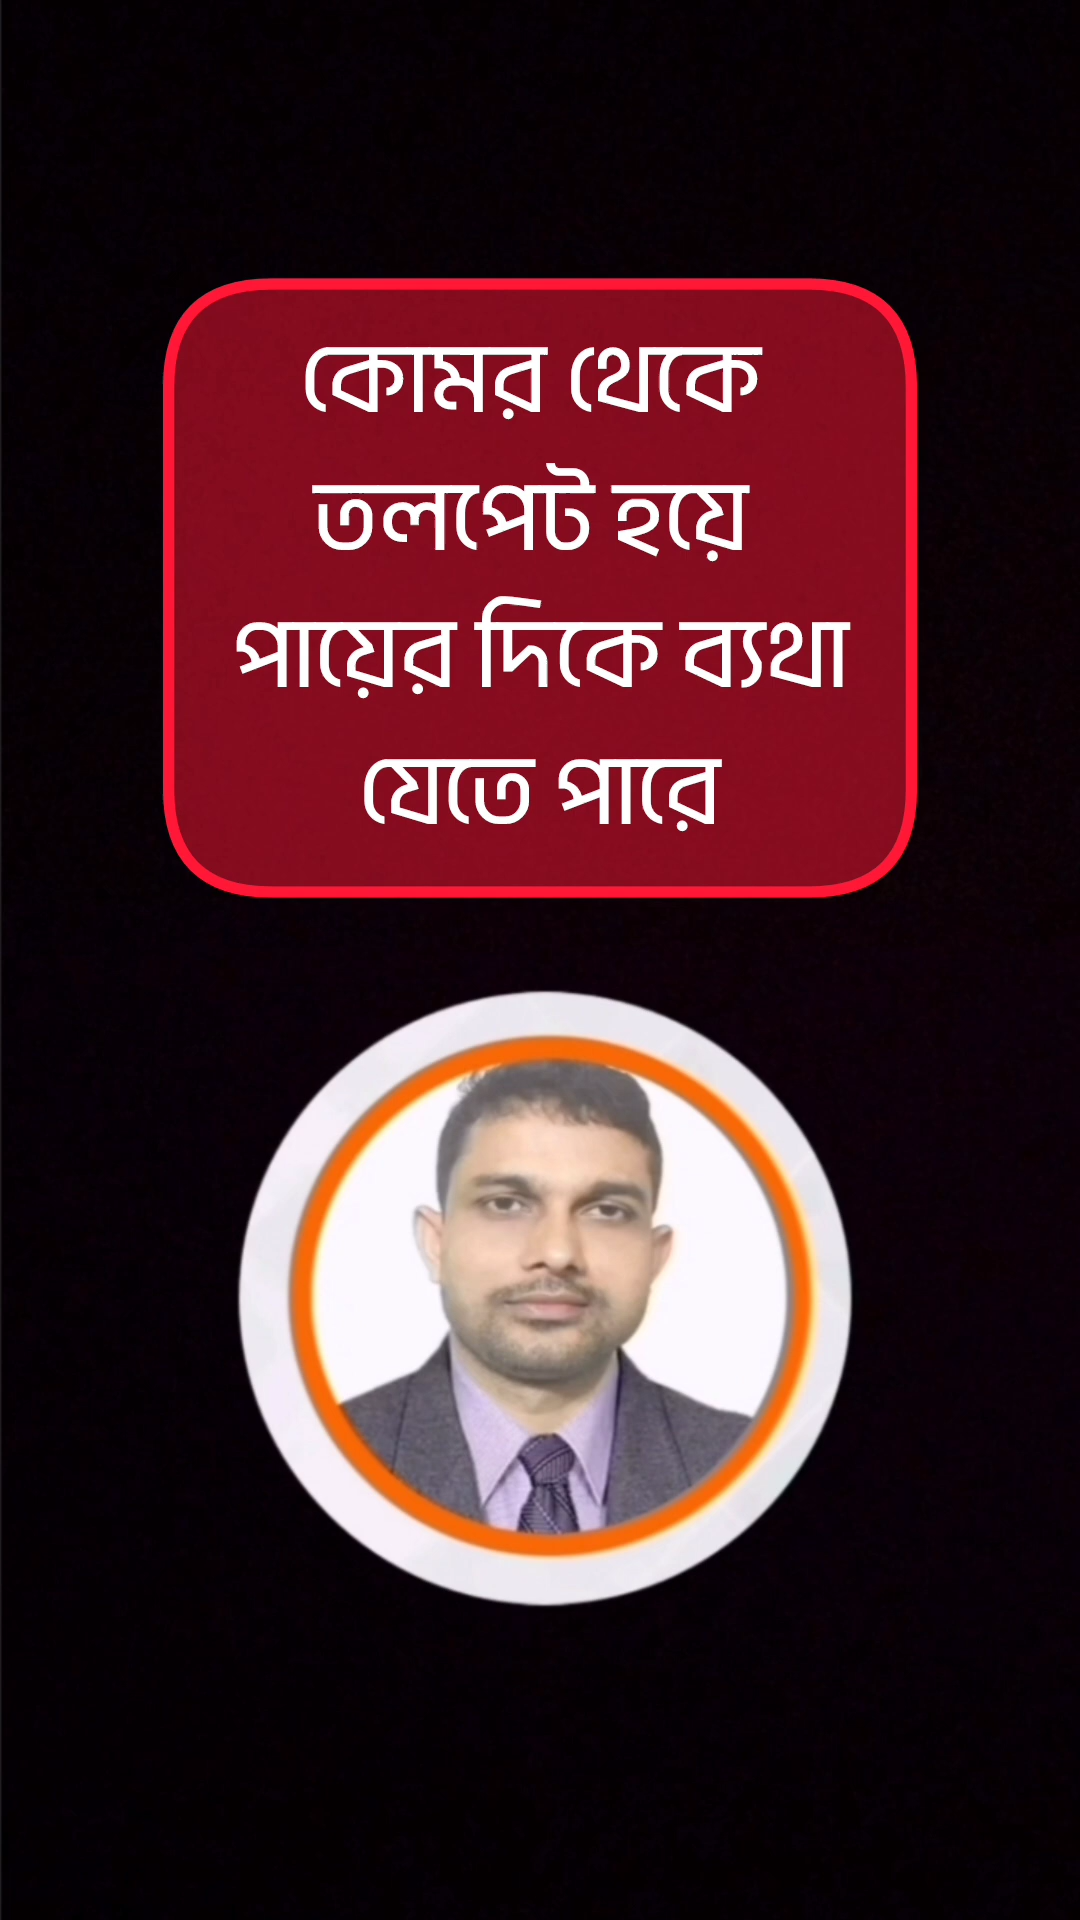 কোমর থেকে
তলপেট হয়ে
পায়ের দিকে ব্যথা
যেতে পারে